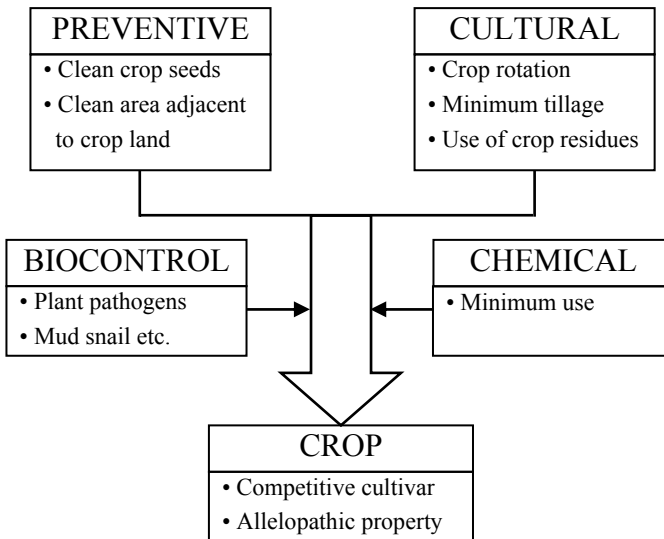 PREVENTIVE
• Clean crop seeds
• Clean area adjacent
to crop land
CULTURAL
• Crop rotation
• Minimum tillage
• Use of crop residues
BIOCONTROL
• Plant pathogens
• Mud snail etc.
CHEMICAL
• Minimum use
CROP
• Competitive cultivar
• Allelopathic property